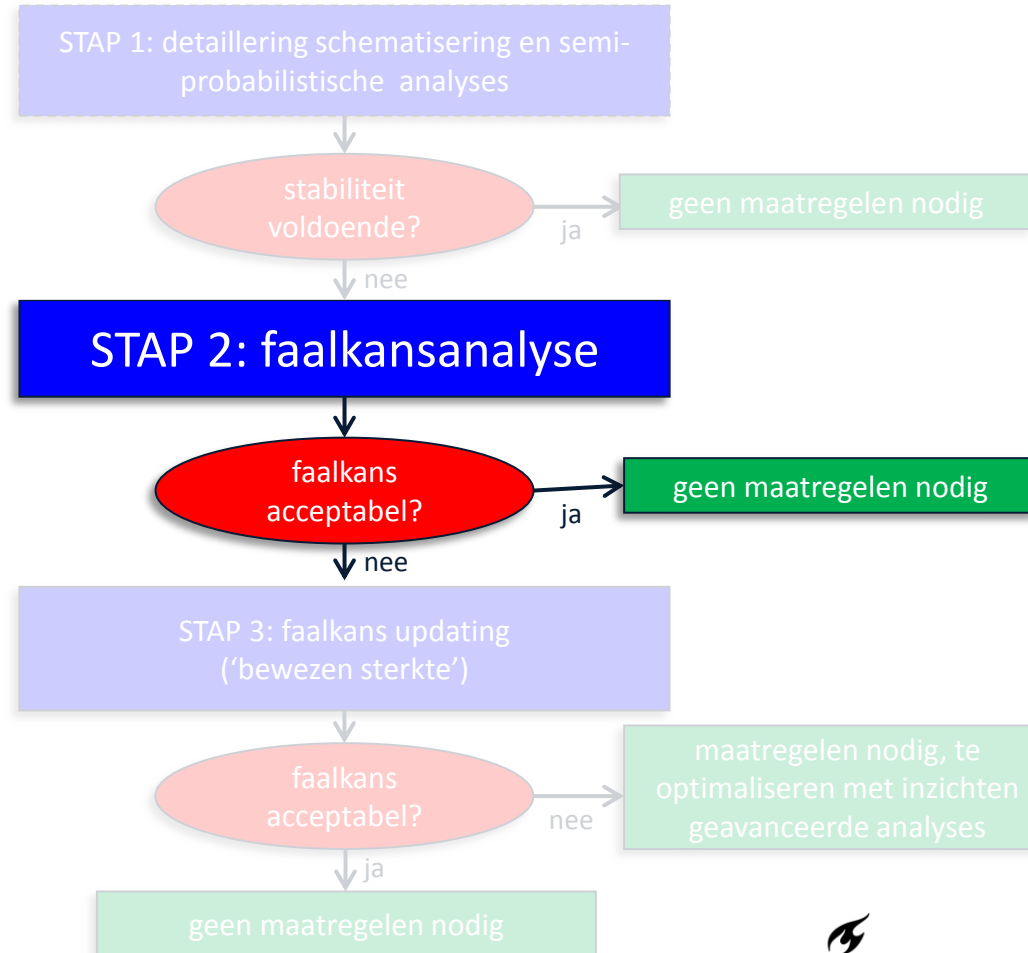 STAP 1: detaillering schematisering en semi-
probabilistische analyses
stabiliteit
voldoende?
ja
geen maatregelen nodig
nee
STAP 2: faalkansanalyse
faalkans
acceptabel?
ja
geen maatregelen nodig
nee
STAP 3: faalkans updating
(‘bewezen sterkte’)
faalkans
acceptabel?
nee
maatregelen nodig, te
optimaliseren met inzichten
geavanceerde analyses
ja
geen maatregelen nodig